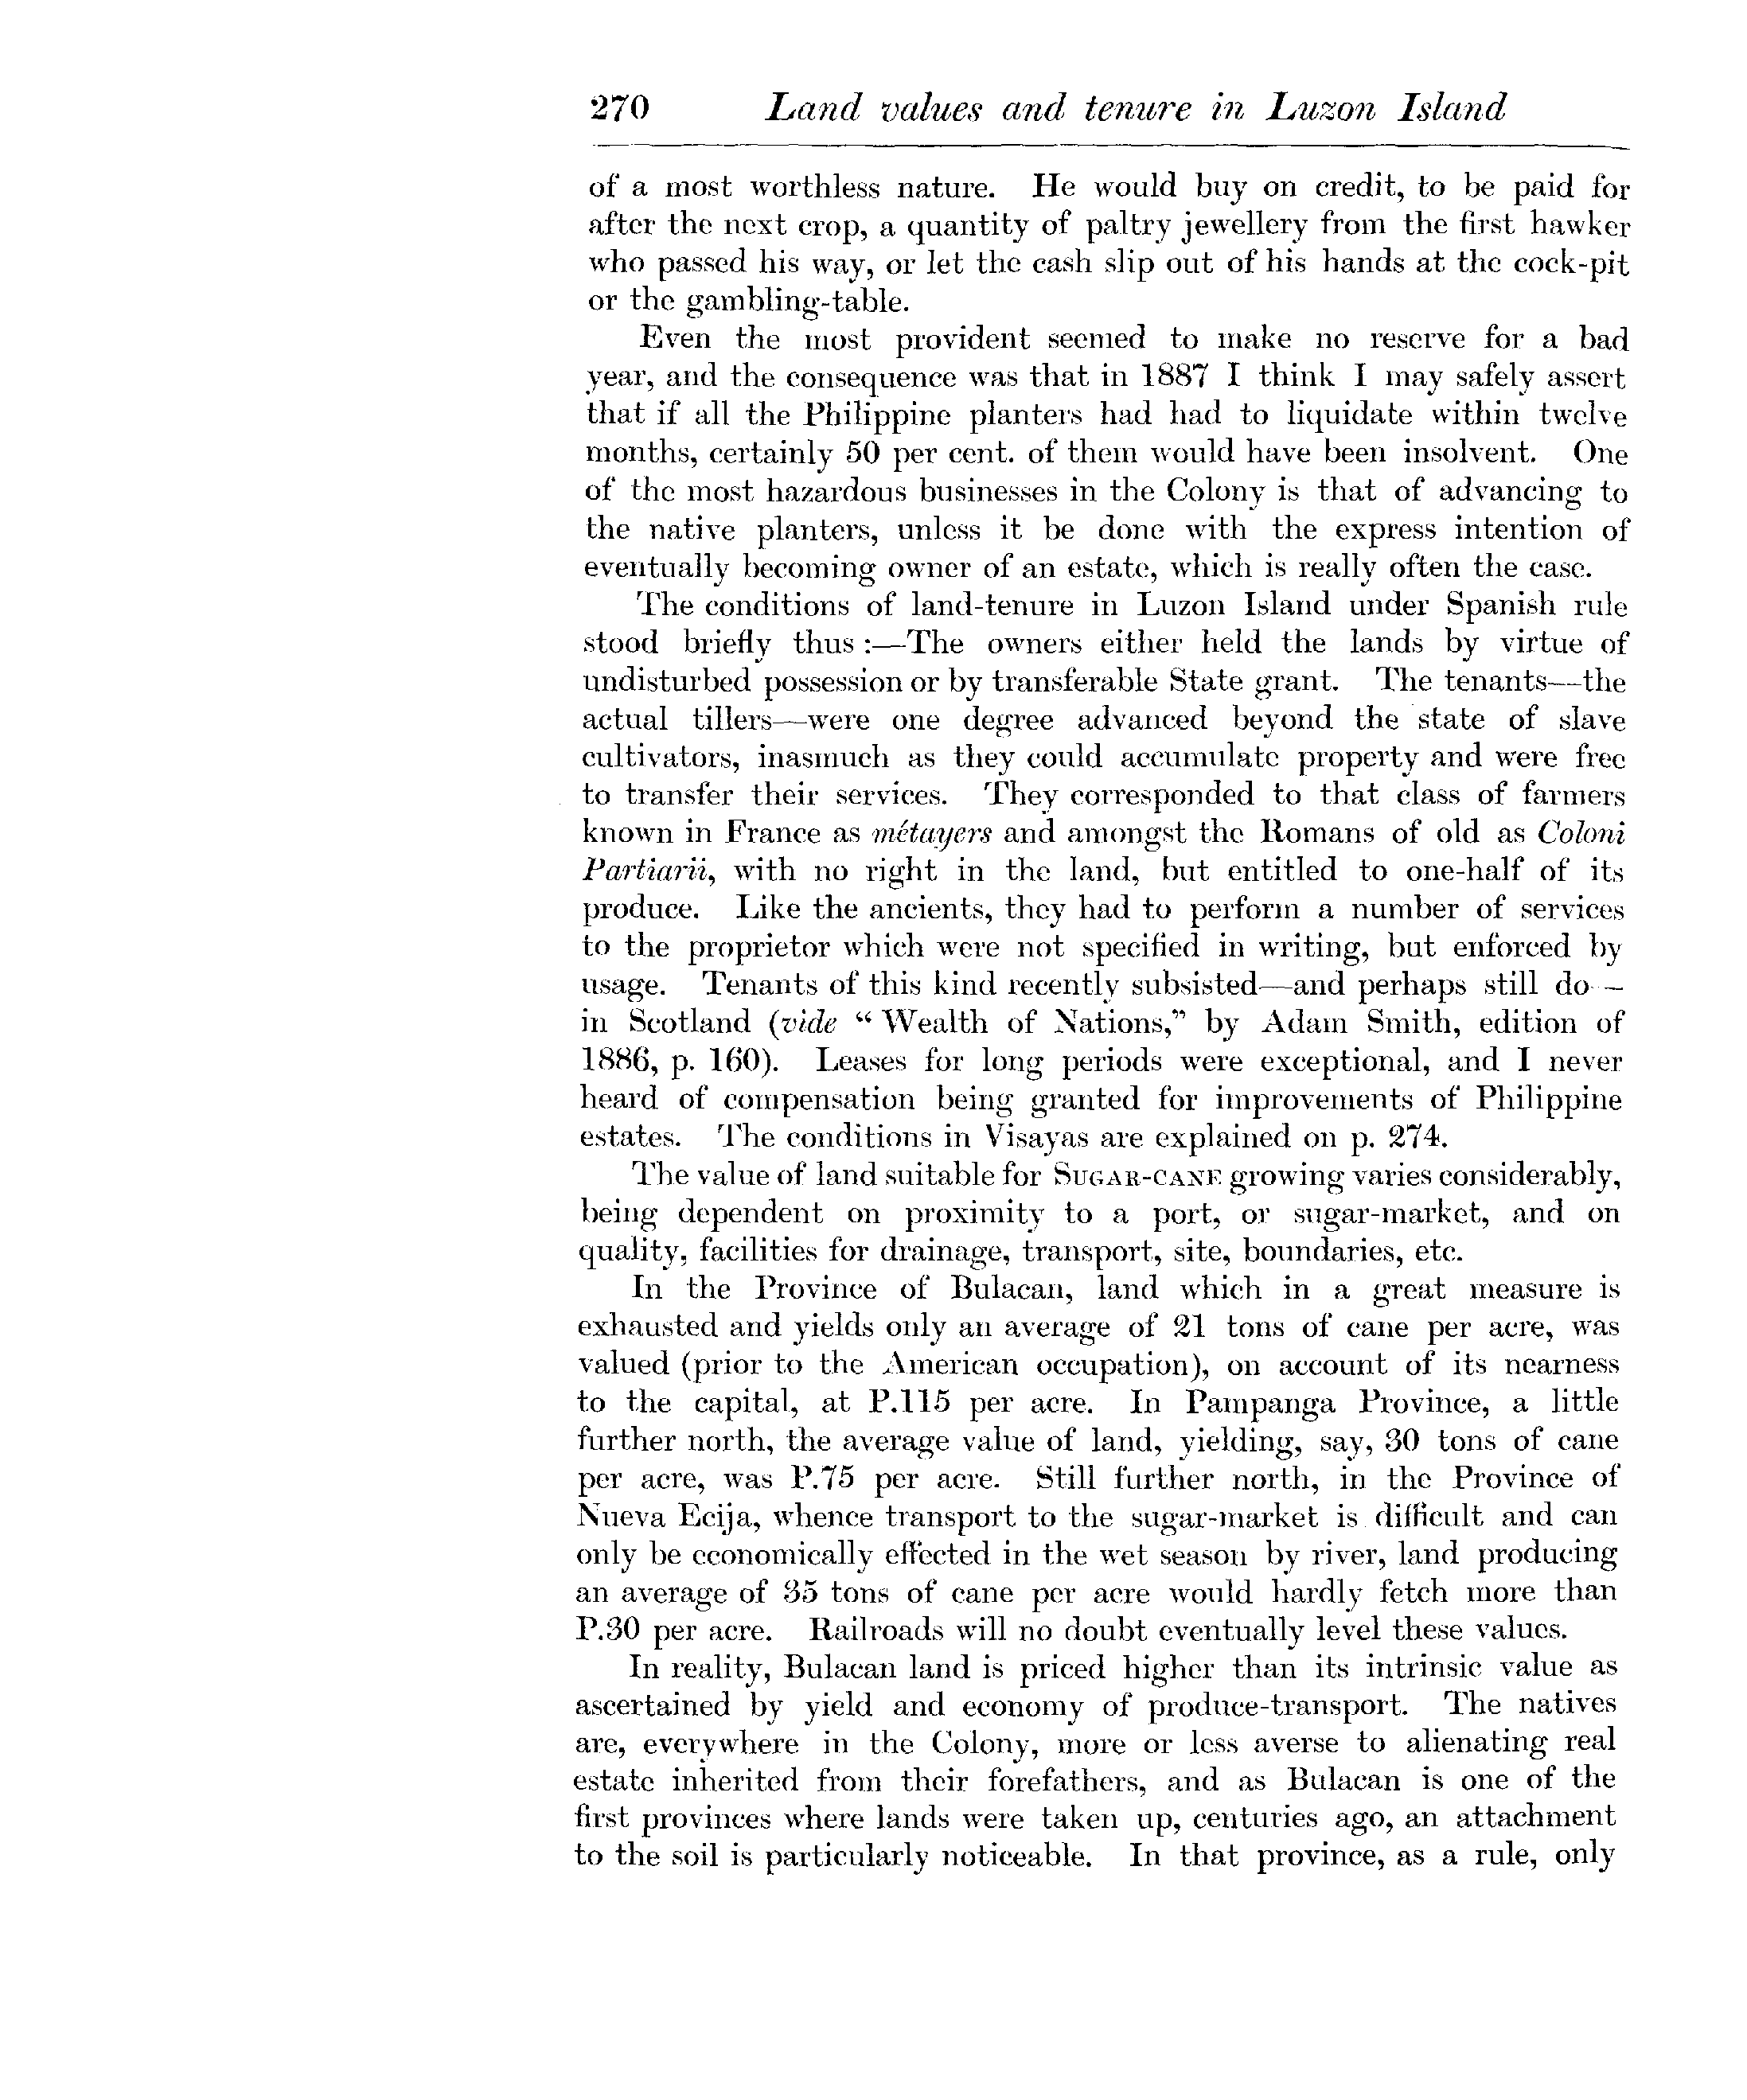 270 Land values and tenure in Luzon Island
of a most worthless nature. He would buy on credit, to be paid for
after the next crop, a quantity of paltry jewellery from the first hawker
who passed his way, or let the cash slip out of his hands at the cock-pit
or the gambling-table.
Even the most provident seemed to make no reserve for a bad
year, and the consequence was that in 1887 I think I may safely assert
that if all the Philippine planters had had to liquidate within twelve
months, certainly 50 per cent. of them would have been insolvent. One
of the most hazardous businesses in the Colony is that of advancing to
the native planters, unless it be done with the express intention of
eventually becoming owner of an estate, which is really often the case.
The conditions of land-tenure in Luzon Island under Spanish rule
stood briefly thus :—The owners either held the lands by virtue of
undisturbed possession or by transferable State grant. The tenants—the
actual tillers—were one degree advanced beyond the state of slave
cultivators, inasmuch as they could accumulate property and were free
to transfer their services. They corresponded to that class of farmers
known in France as métayers and amongst the Romans of old as Coloni
Partiarii, with no right in the land, but entitled to one-half of its
produce. Like the ancients, they had to perform a number of services
to the proprietor which were not specified in writing, but enforced by
usage. Tenants of this kind recently subsisted—and perhaps still do—
in Scotland (vide “Wealth of Nations,” by Adam Smith, edition of
1886, p. 160). Leases for long periods were exceptional, and I never
heard of compensation being granted for improvements of Philippine
estates. The conditions in Visayas are explained on p. 274.
The value of land suitable for SUGAR-CANE growing varies considerably,
being dependent on proximity to a port, or sugar-market, and on
quality, facilities for drainage, transport, site, boundaries, etc.
In the Province of Bulacan, land which in a great measure is
exhausted and yields only an average of 21 tons of cane per acre, was
valued (prior to the American occupation), on account of its nearness
to the capital, at P.115 per acre. In Pampanga Province, a little
further north, the average value of land, yielding, say, 30 tons of cane
per acre, was P.75 per acre. Still further north, in the Province of
Nueva Ecija, whence transport to the sugar-market is difficult and can
only be economically effected in the wet season by river, land producing
an average of 35 tons of cane per acre would hardly fetch more than
P.30 per acre. Railroads will no doubt eventually level these values.
In reality, Bulacan land is priced higher than its intrinsic value as
ascertained by yield and economy of produce-transport. The natives
are, everywhere in the Colony, more or less averse to alienating real
estate inherited from their forefathers, and as Bulacan is one of the
first provinces where lands were taken up, centuries ago, an attachment
to the soil is particularly noticeable. In that province, as a rule, only